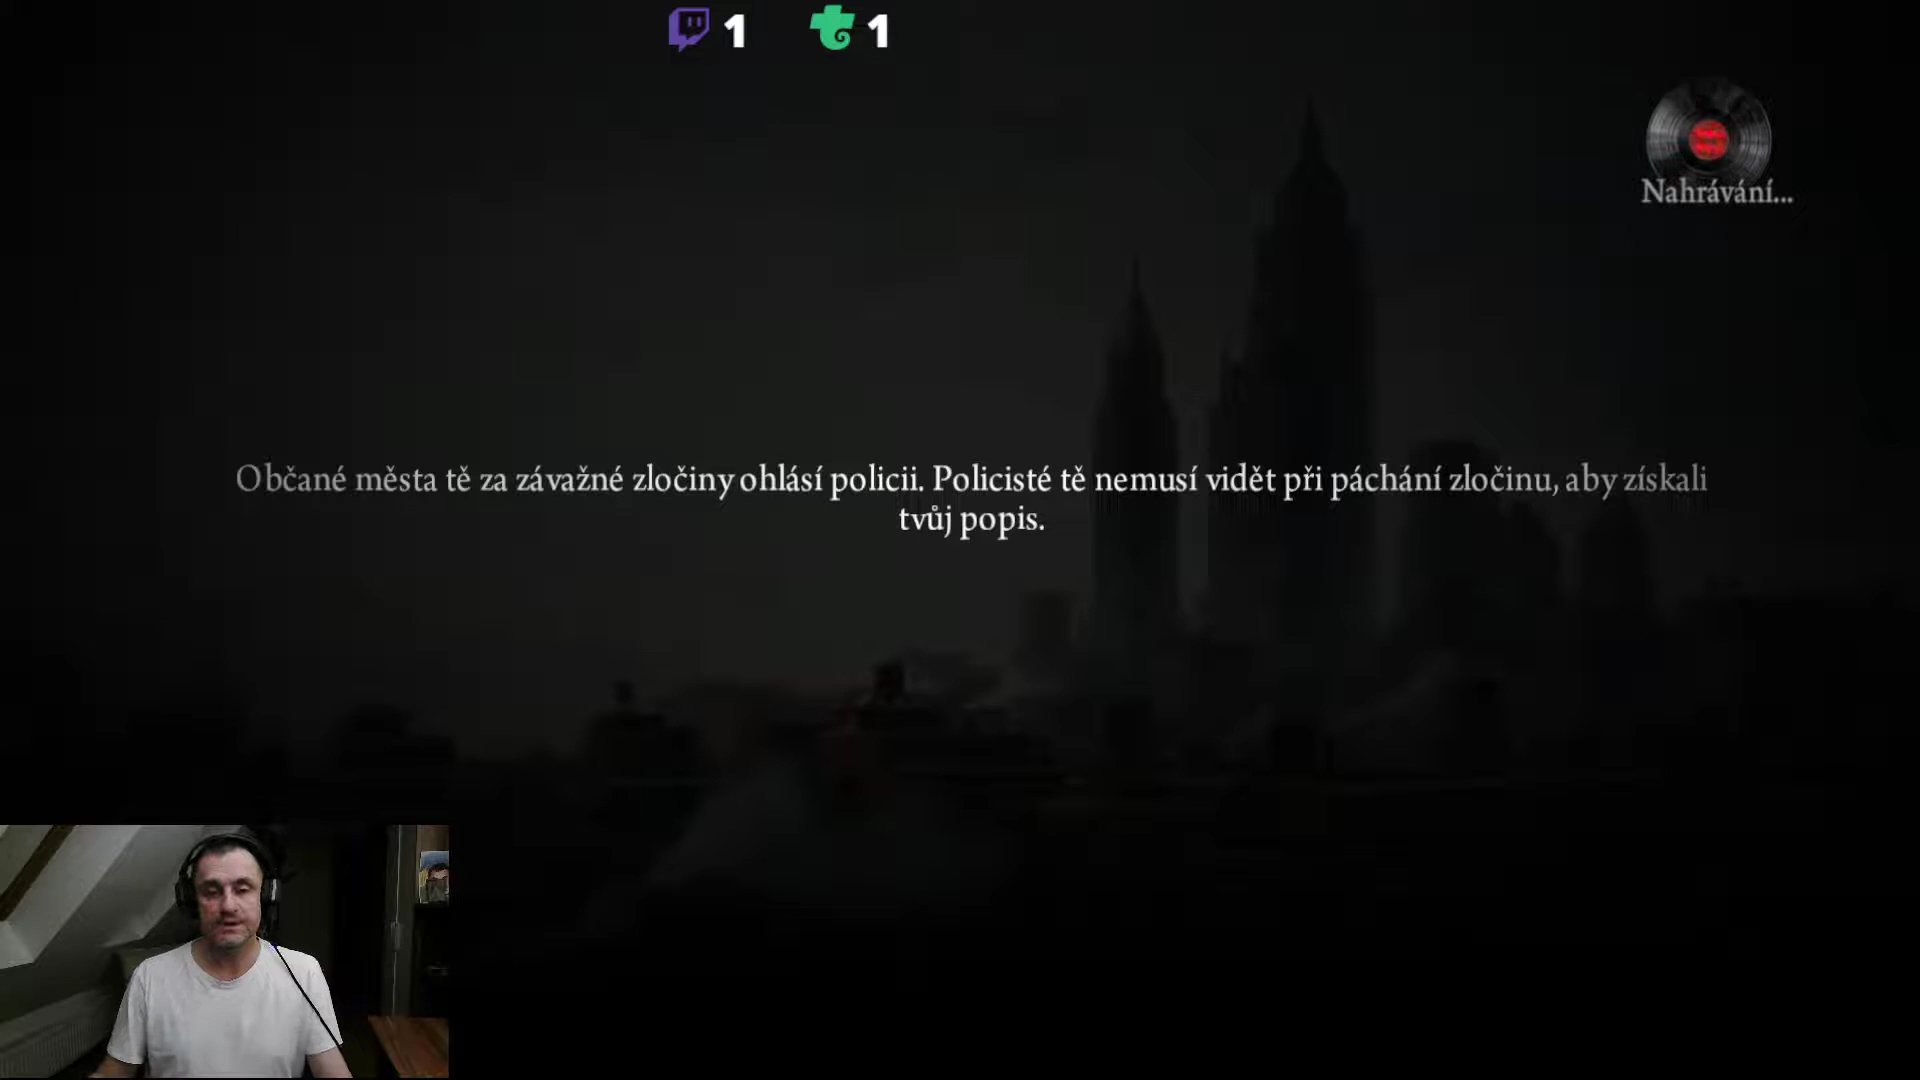 1 1
Nahrávání...
Občané města tě za závažné zločiny ohlásí policii. Policisté tě nemusí vidět při páchání zločinu, aby získali
tvůj popis.